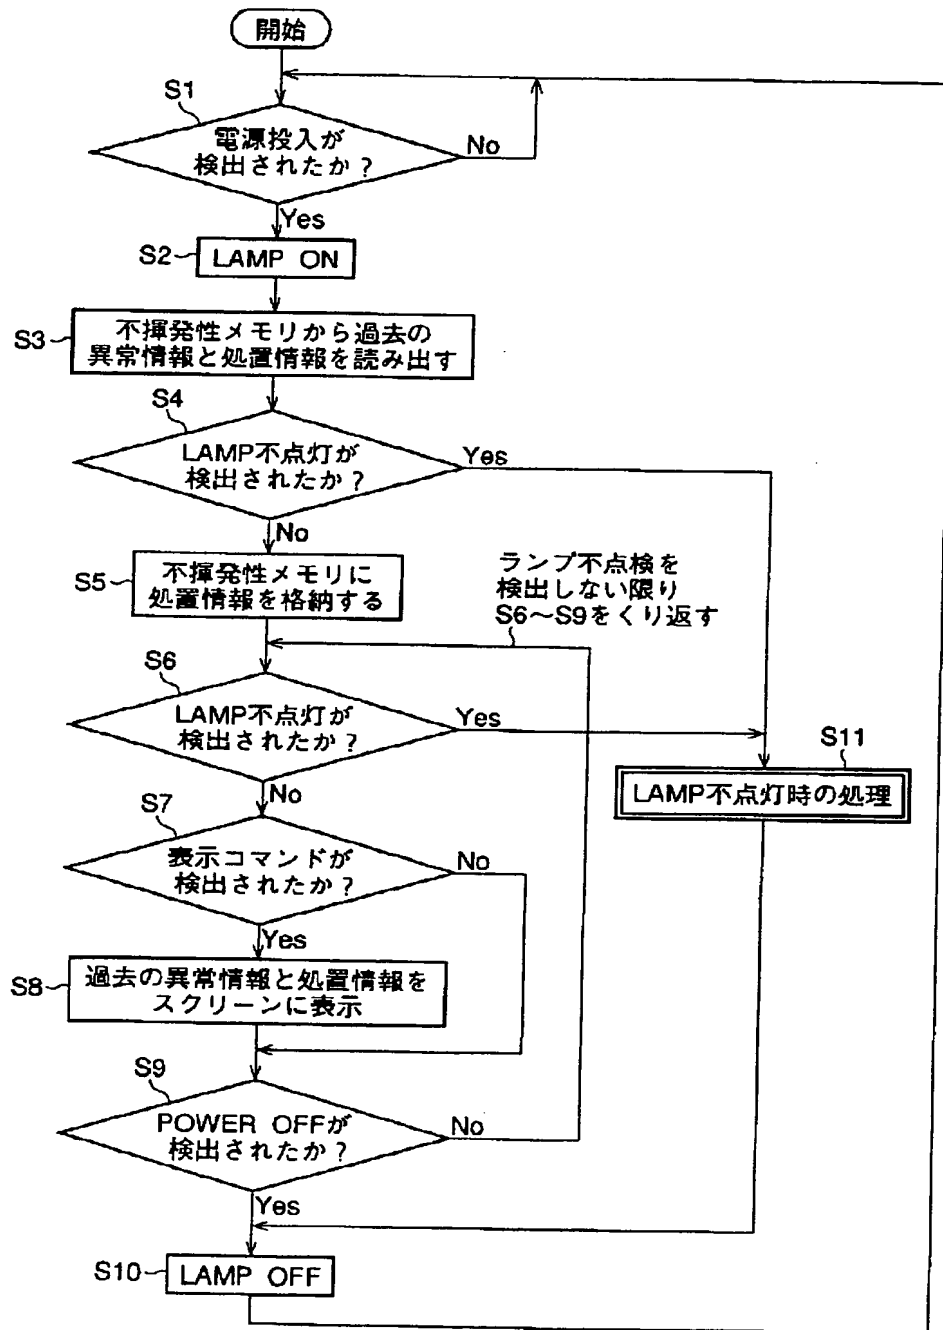 開始
S1
電源投入が
検出されたか?
No
Yes
S2
LAMP ON
S3
不揮発性メモリから過去の
異常情報と処置情報を読み出す
S4
LAMP不点灯が
検出されたか?
Yes
No
S5
不揮発性メモリに
処置情報を格納する
ランプ不点検を
検出しない限り
S6〜S9をくり返す
S6
LAMP不点灯が
検出されたか?
Yes
No
S11
LAMP不点灯時の処理
S7
表示コマンドが
検出されたか?
No
Yes
S8
過去の異常情報と処置情報を
スクリーンに表示
S9
POWER OFFが
検出されたか?
No
Yes
S10
LAMP OFF